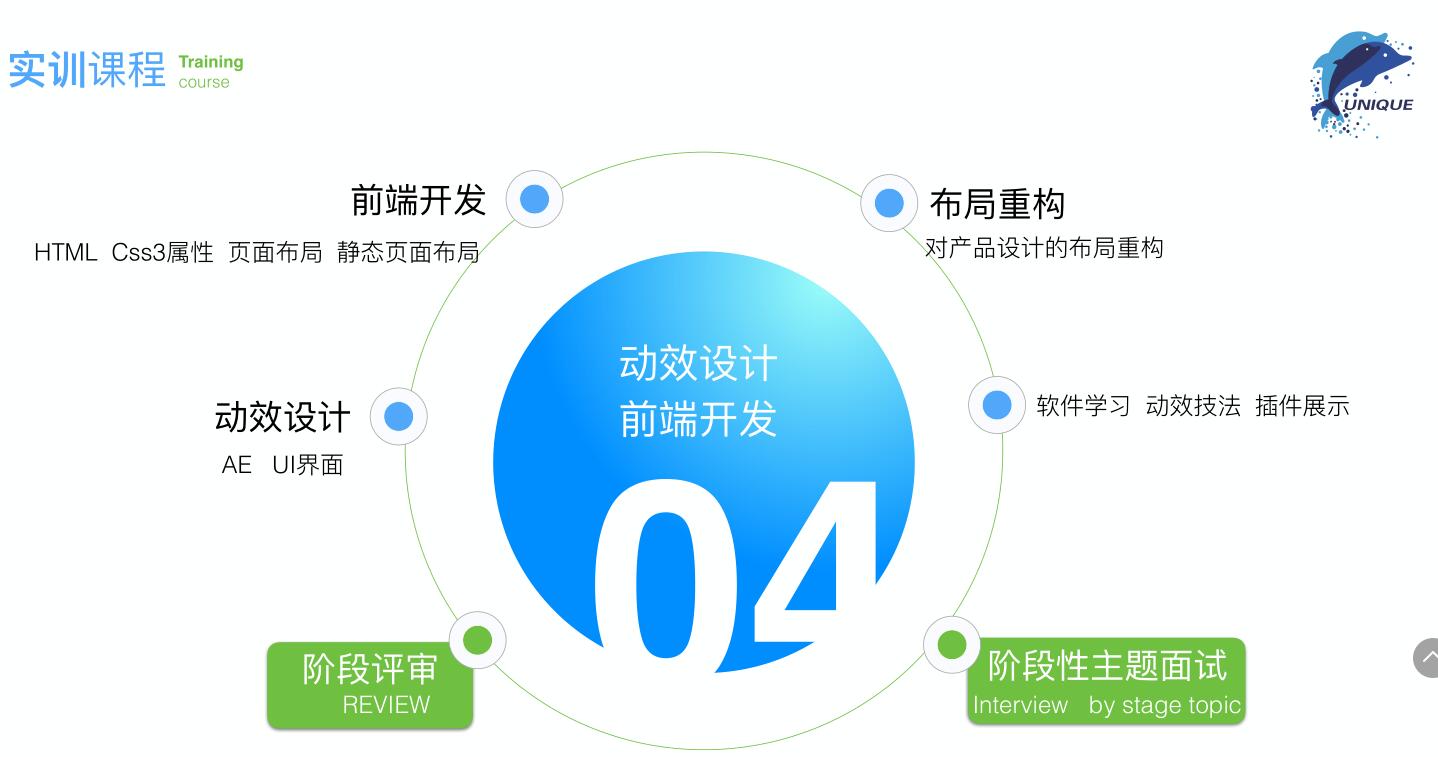 实训课程
Training
course
UNIQUE
前端开发
HTML Css3属性 页面布局 静态页面布局
布局重构
对产品设计的布局重构
动效设计
前端开发
04
动效设计
AE UI界面
软件学习 动效技法 插件展示
阶段评审
REVIEW
阶段性主题面试
Interview by stage topic